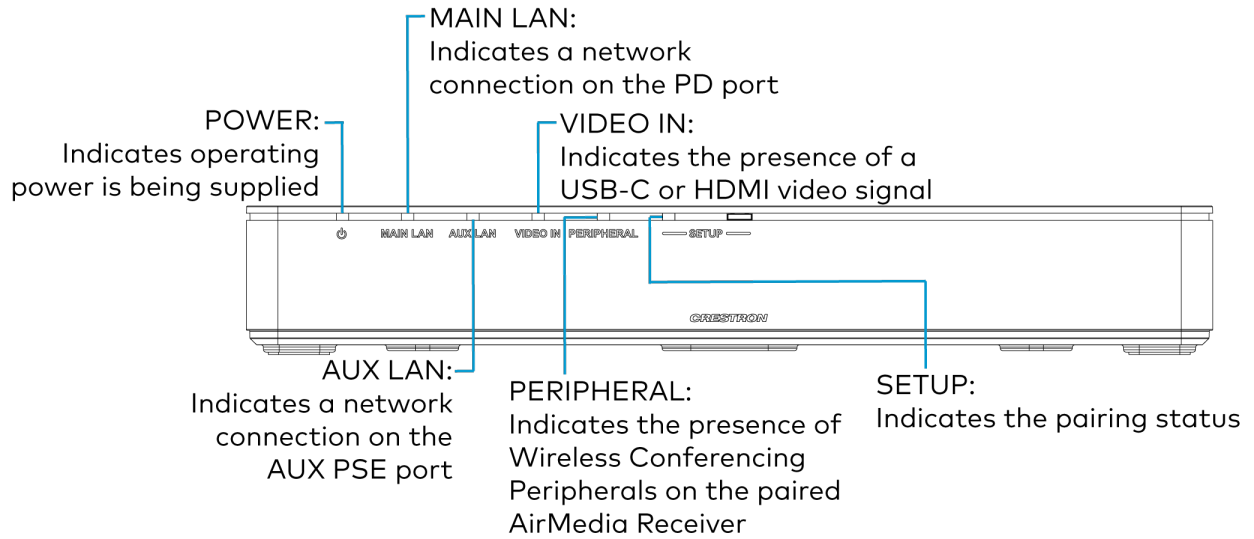 MAIN LAN:
Indicates a network
connection on the PD port
POWER:
Indicates operating
power is being supplied
VIDEO IN:
Indicates the presence of a
USB-C or HDMI video signal
MAIN LAN AUX LAN VIDEO IN PERIPHERAL SETUP
CRESTRON
AUX LAN:
Indicates a network
connection on the
AUX PSE port
PERIPHERAL:
Indicates the presence of
Wireless Conferencing
Peripherals on the paired
AirMedia Receiver
SETUP:
Indicates the pairing status